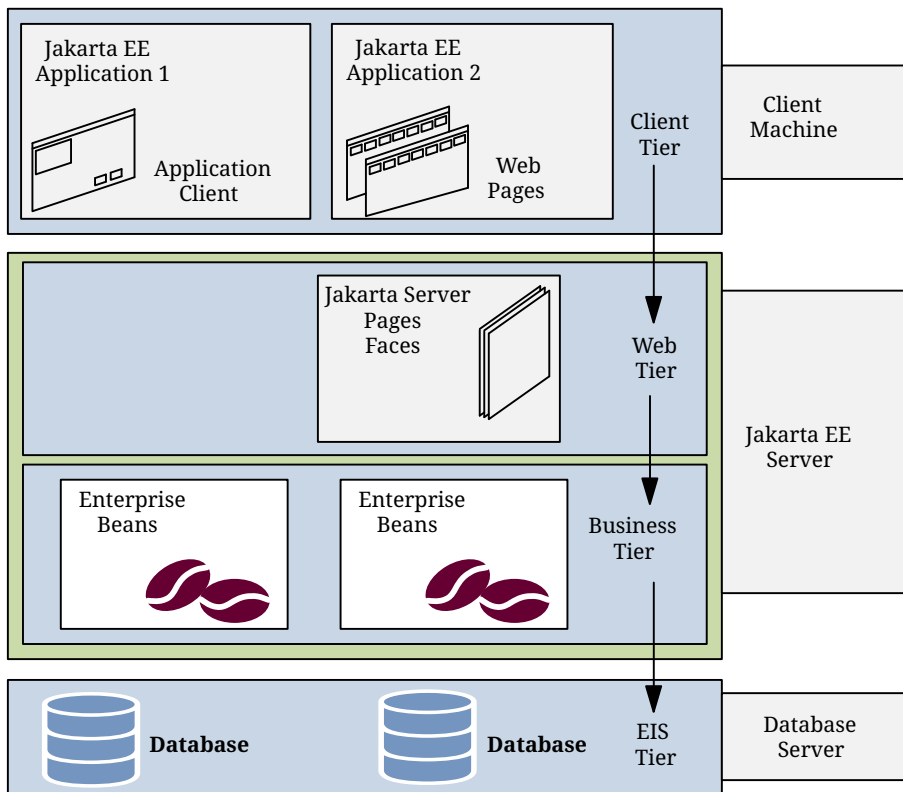 Jakarta EE
Application 1
Application
Client
Jakarta EE
Application 2
Web
Pages
Client
Tier
Client
Machine
Jakarta Server
Pages
Faces
Web
Tier
Jakarta EE
Server
Enterprise
Beans
Enterprise
Beans
Business
Tier
Database
Database
EIS
Tier
Database
Server